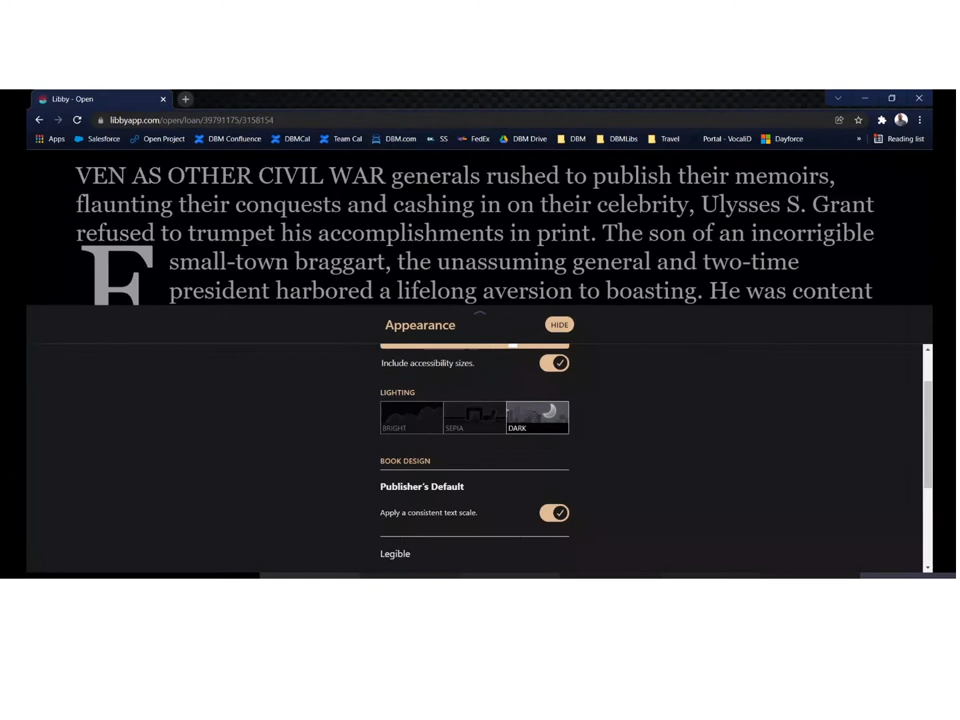 Libby - Open
libbyapp.com/open/loan/39791175/3158154
Apps Salesforce Open Project DBM Confluence DBMCal Team Cal DBM.com SS FedEx DBM Drive DBM DBMLibs Travel Portal - VocaliD Dayforce » Reading list
VEN AS OTHER CIVIL WAR generals rushed to publish their memoirs,
flaunting their conquests and cashing in on their celebrity, Ulysses S. Grant
refused to trumpet his accomplishments in print. The son of an incorrigible
E small-town braggart, the unassuming general and two-time
president harbored a lifelong aversion to boasting. He was content
Appearance HIDE
Include accessibility sizes.
LIGHTING
BRIGHT SEPIA DARK
BOOK DESIGN
Publisher's Default
Apply a consistent text scale.
Legible